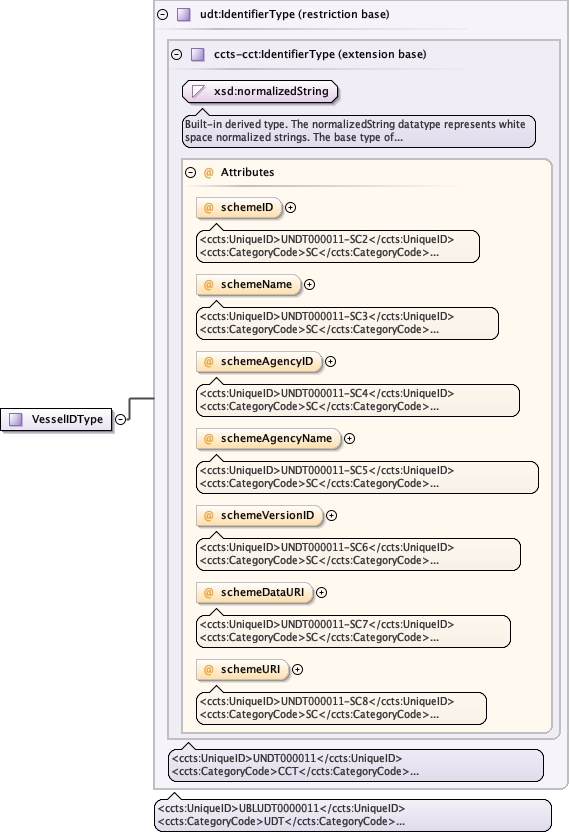 udt:IdentifierType (restriction base)
ccts-cct:IdentifierType (extension base)
xsd:normalizedString
Built-in derived type. The normalizedString datatype represents white
space normalized strings. The base type of...
@ Attributes
@ schemeID
<ccts:UniqueID>UNDT000011-SC2</ccts:UniqueID>
<ccts:CategoryCode>SC</ccts:CategoryCode>...
@ schemeName
<ccts:UniqueID>UNDT000011-SC3</ccts:UniqueID>
<ccts:CategoryCode>SC</ccts:CategoryCode>...
@ schemeAgencyID
<ccts:UniqueID>UNDT000011-SC4</ccts:UniqueID>
<ccts:CategoryCode>SC</ccts:CategoryCode>...
VesselIDType
@ schemeAgencyName
<ccts:UniqueID>UNDT000011-SC5</ccts:UniqueID>
<ccts:CategoryCode>SC</ccts:CategoryCode>...
@ schemeVersionID
<ccts:UniqueID>UNDT000011-SC6</ccts:UniqueID>
<ccts:CategoryCode>SC</ccts:CategoryCode>...
@ schemeDataURI
<ccts:UniqueID>UNDT000011-SC7</ccts:UniqueID>
<ccts:CategoryCode>SC</ccts:CategoryCode>...
@ schemeURI
<ccts:UniqueID>UNDT000011-SC8</ccts:UniqueID>
<ccts:CategoryCode>SC</ccts:CategoryCode>...
<ccts:UniqueID>UNDT000011</ccts:UniqueID>
<ccts:CategoryCode>CCT</ccts:CategoryCode>...
<ccts:UniqueID>UBLUDT0000011</ccts:UniqueID>
<ccts:CategoryCode>UDT</ccts:CategoryCode>...